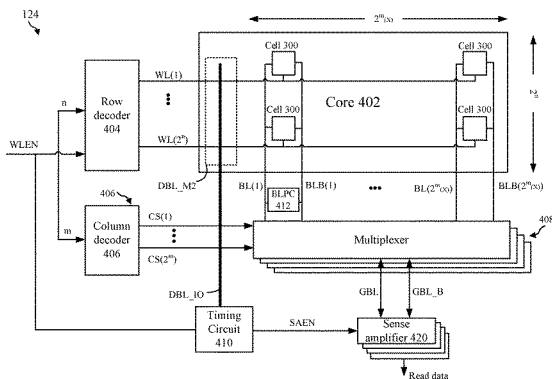 124
2^m(X)
Cell 300
Cell 300
WL(1)
n
Row
decoder
404
Core 402
2^n
Cell 300
Cell 300
WLEN
WL(2^n)
DBL_M2
BL(1)
BLPC
412
BLB(1)
BL(2^m(X))
BLB(2^m(X))
406
408
m
Column
decoder
406
CS(1)
CS(2^m)
Multiplexer
DBL_IO
GBL
GBL_B
Timing
Circuit
410
SAEN
Sense
amplifier 420
Read data